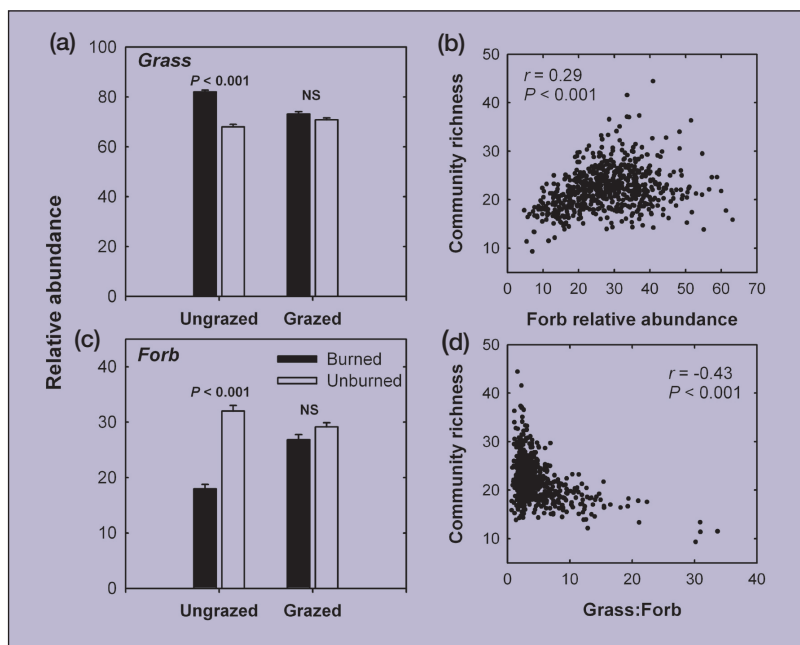 (a)
Grass
P < 0.001
NS
100
80
60
40
20
0
Ungrazed
Grazed
Relative abundance
(b)
r = 0.29
P < 0.001
Community richness
50
40
30
20
10
0
10
20
30
40
50
60
70
Forb relative abundance
(c)
Forb
Burned
Unburned
P < 0.001
NS
40
30
20
10
0
Ungrazed
Grazed
(d)
r = -0.43
P < 0.001
Community richness
50
40
30
20
10
0
10
20
30
40
Grass:Forb